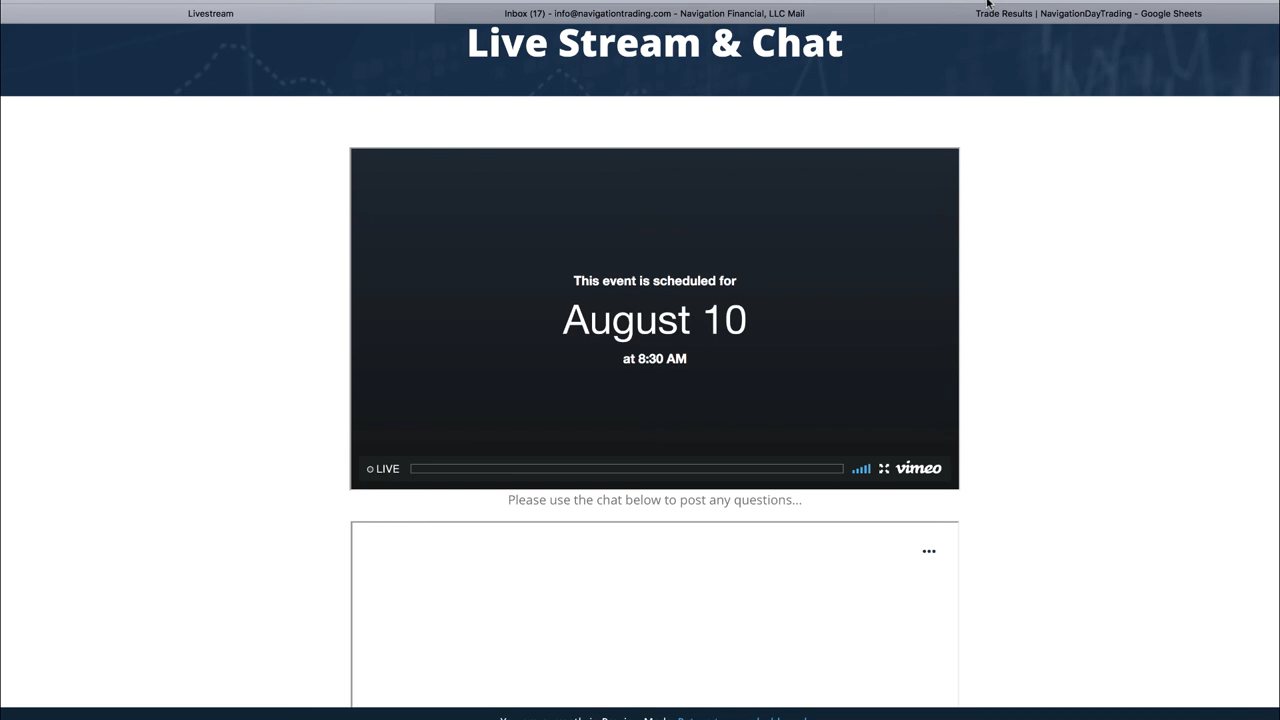 Livestream
Inbox (17) - info@navigationtrading.com - Navigation Financial, LLC Mail
Trade Results | NavigationDayTrading - Google Sheets
Live Stream & Chat
This event is scheduled for
August 10
at 8:30 AM
LIVE
vimeo
Please use the chat below to post any questions...